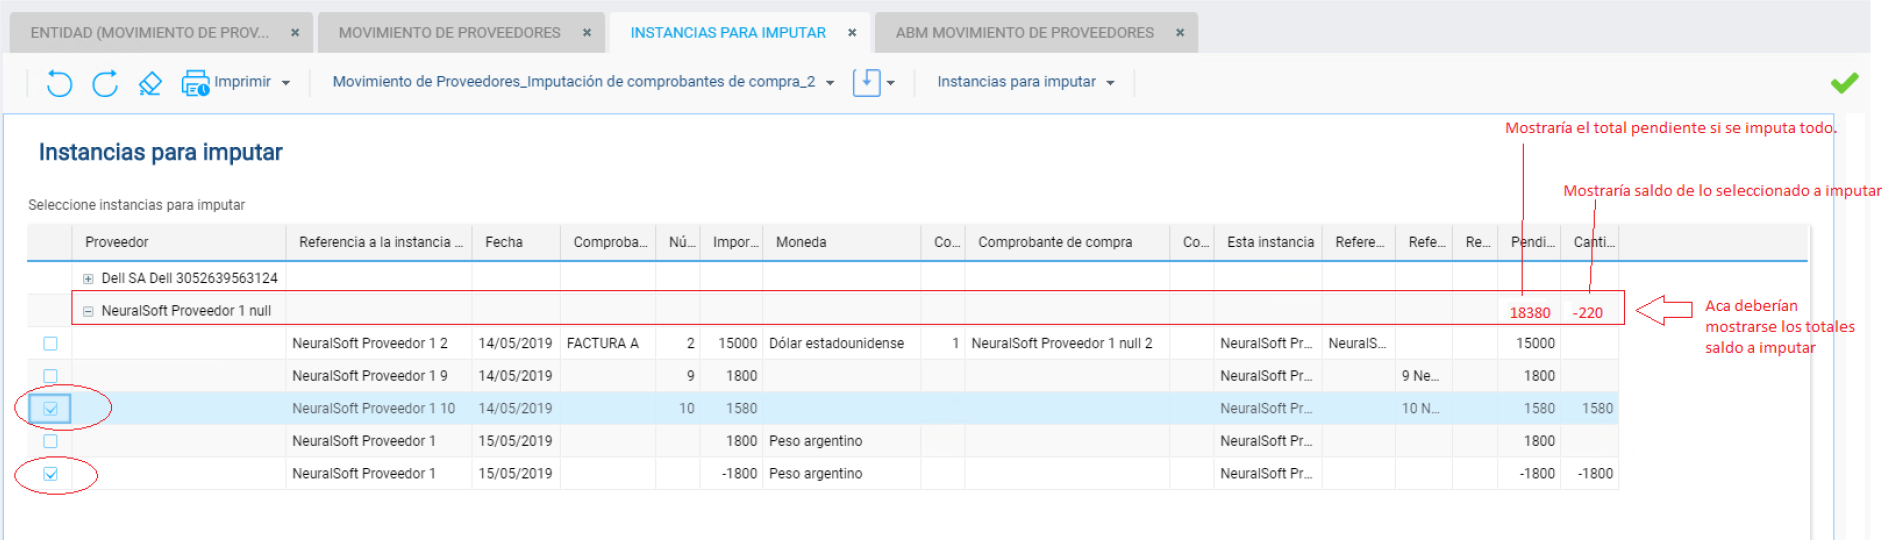 ENTIDAD (MOVIMIENTO DE PROV... × MOVIMIENTO DE PROVEEDORES × INSTANCIAS PARA IMPUTAR × ABM MOVIMIENTO DE PROVEEDORES ×
Imprimir Movimiento de Proveedores_Imputación de comprobantes de compra_2 Instancias para imputar
Mostraría el total pendiente si se imputa todo.
Instancias para imputar
Mostraría saldo de lo seleccionado a imputar
Seleccione instancias para imputar
Proveedor Referencia a la instancia ... Fecha Comproba... Nú... Impor... Moneda Co... Comprobante de compra Co... Esta instancia Refere... Refe... Re... Pendi... Canti...
Dell SA Dell 3052639563124
NeuralSoft Proveedor 1 null 18380 -220
Aca deberían
mostrarse los totales
saldo a imputar
NeuralSoft Proveedor 1 2 14/05/2019 FACTURA A 2 15000 Dólar estadounidense 1 NeuralSoft Proveedor 1 null 2 NeuralSoft Pr... NeuralS... 15000
NeuralSoft Proveedor 1 9 14/05/2019 9 1800 NeuralSoft Pr... 9 Ne... 1800
NeuralSoft Proveedor 1 10 14/05/2019 10 1580 NeuralSoft Pr... 10 N... 1580 1580
NeuralSoft Proveedor 1 15/05/2019 1800 Peso argentino NeuralSoft Pr... 1800
NeuralSoft Proveedor 1 15/05/2019 -1800 Peso argentino NeuralSoft Pr... -1800 -1800